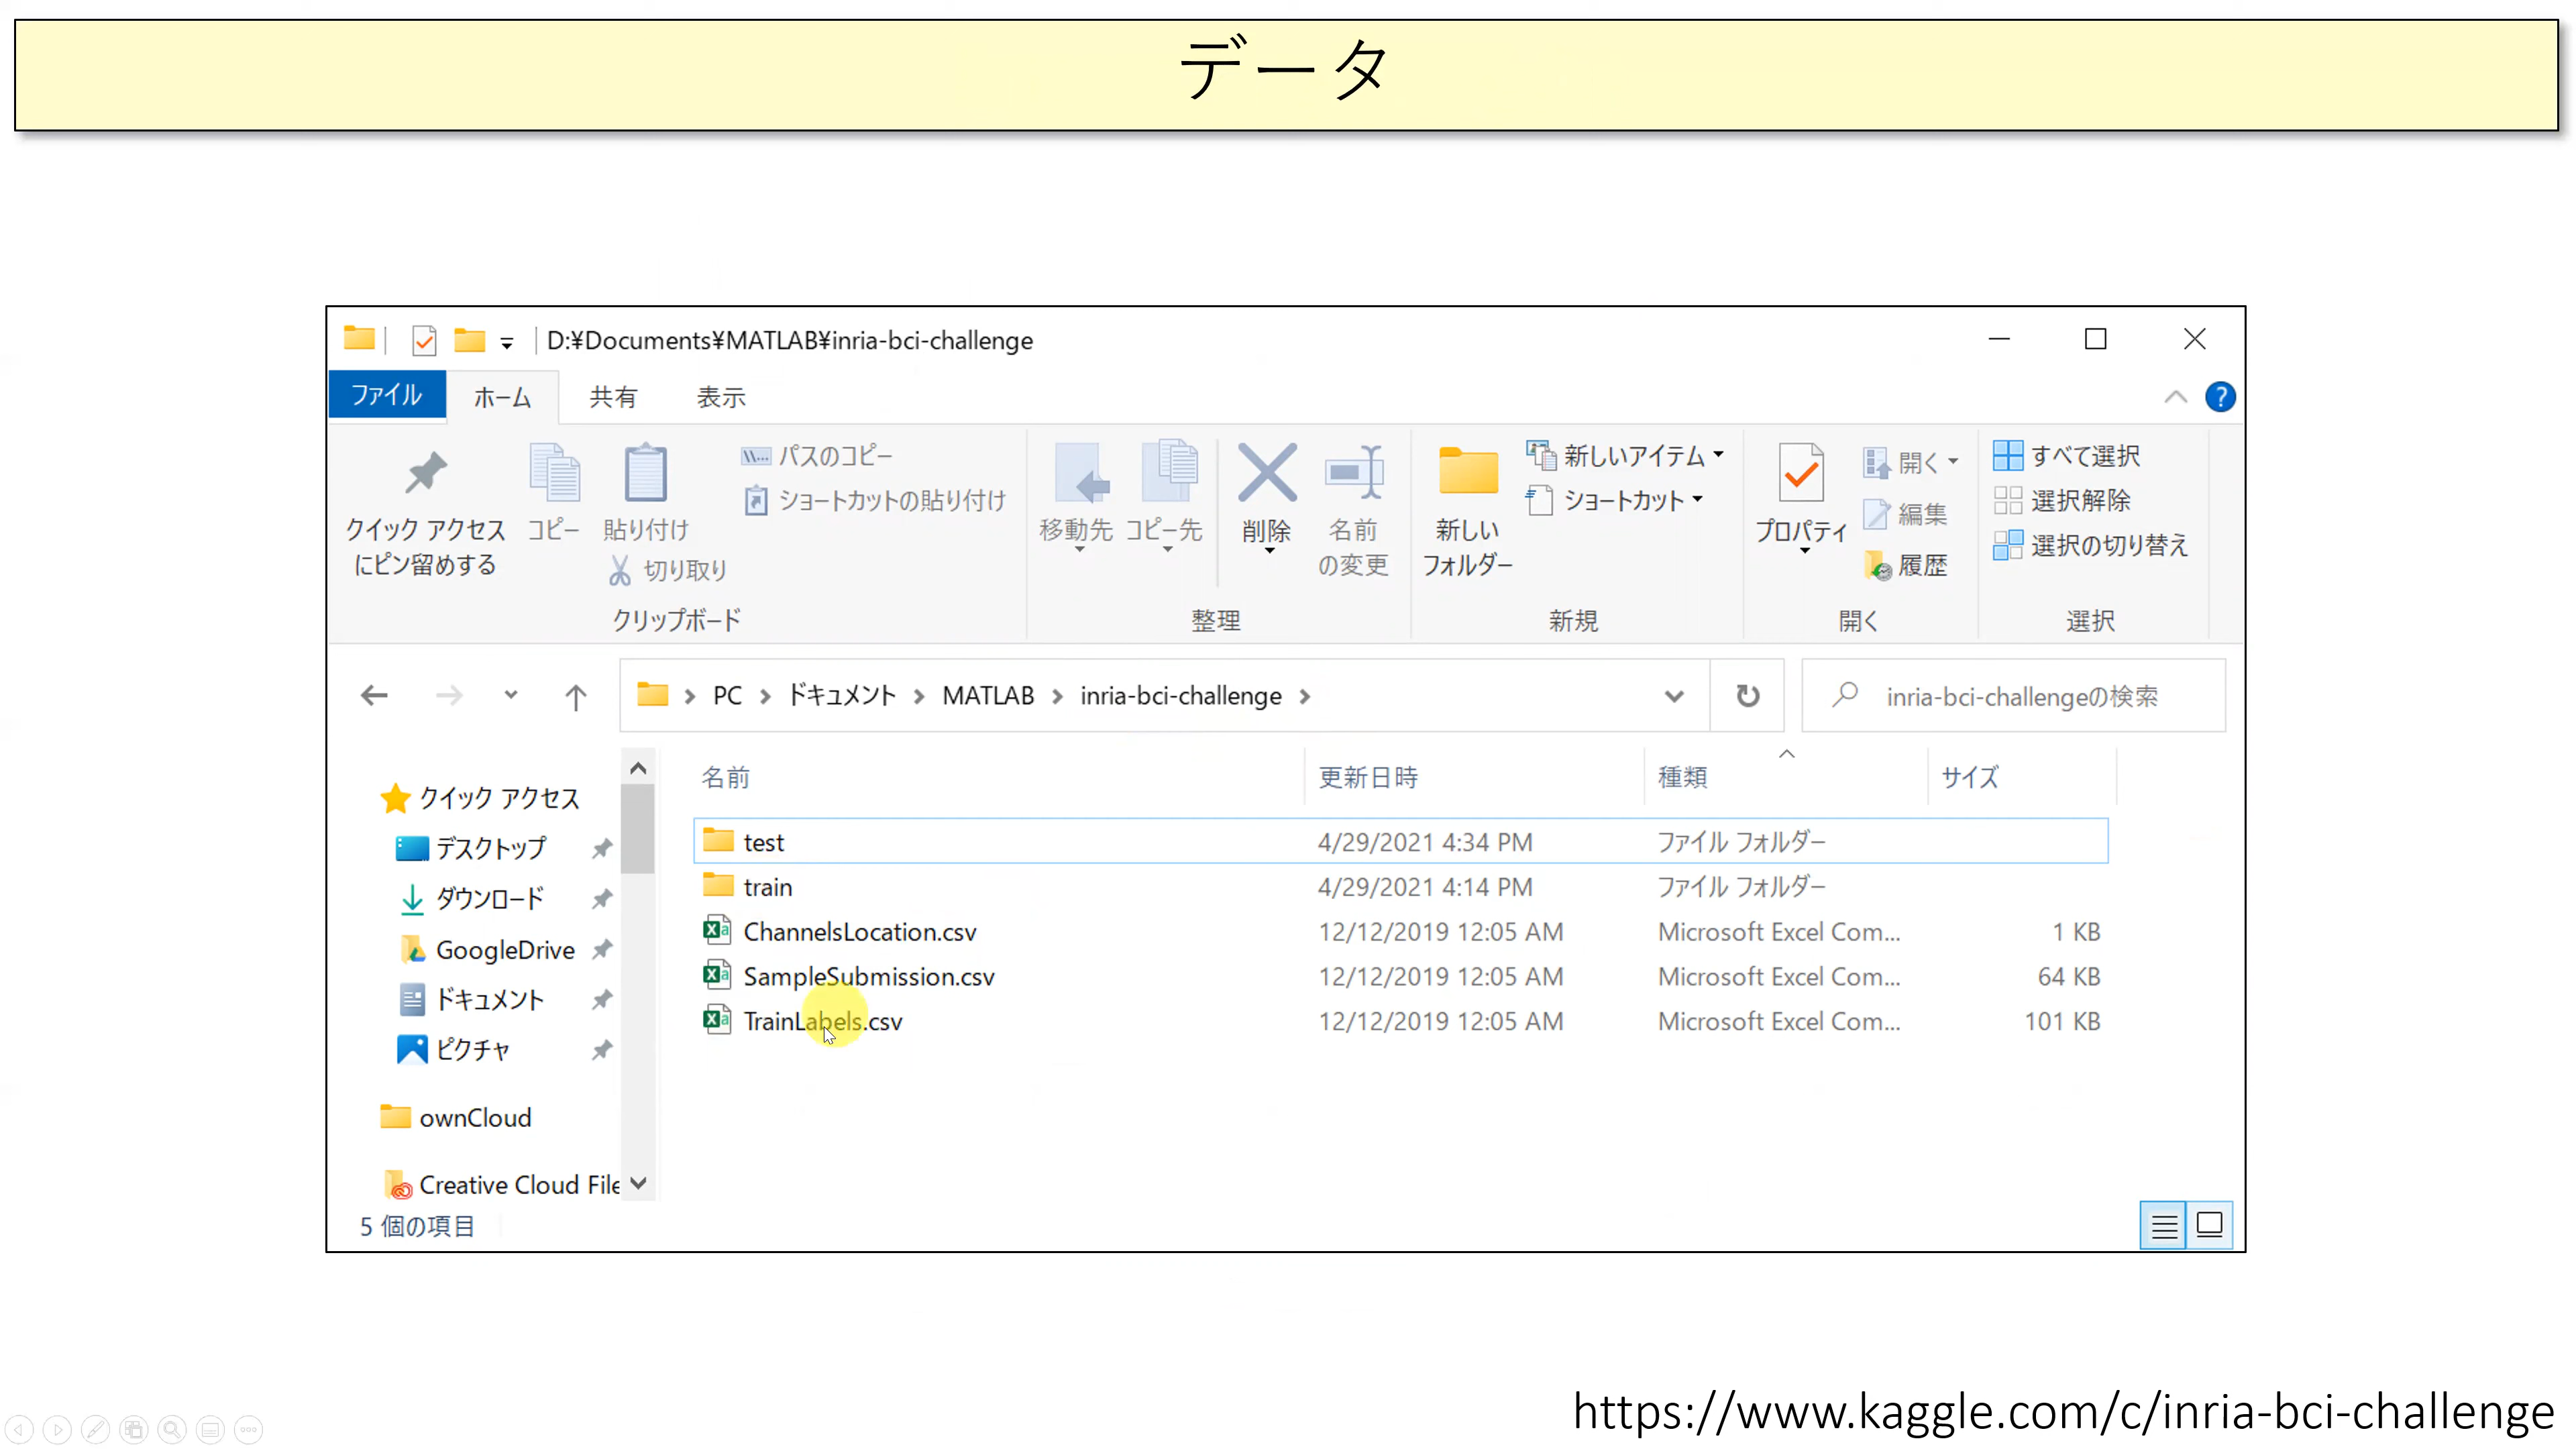 データ
D:¥Documents¥MATLAB¥inria-bci-challenge
ファイル ホーム 共有 表示
クイック アクセス
にピン留めする
コピー
貼り付け
パスのコピー
ショートカットの貼り付け
切り取り
クリップボード
移動先 コピー先
削除
名前
の変更
整理
新しい
フォルダー
新しいアイテム
ショートカット
新規
プロパティ
開く
編集
履歴
開く
すべて選択
選択解除
選択の切り替え
選択
PC ドキュメント MATLAB inria-bci-challenge
inria-bci-challengeの検索
クイック アクセス
デスクトップ
ダウンロード
GoogleDrive
ドキュメント
ピクチャ
ownCloud
Creative Cloud File
名前 更新日時 種類 サイズ
test 4/29/2021 4:34 PM ファイル フォルダー
train 4/29/2021 4:14 PM ファイル フォルダー
ChannelsLocation.csv 12/12/2019 12:05 AM Microsoft Excel Com... 1 KB
SampleSubmission.csv 12/12/2019 12:05 AM Microsoft Excel Com... 64 KB
TrainLabels.csv 12/12/2019 12:05 AM Microsoft Excel Com... 101 KB
5 個の項目
https://www.kaggle.com/c/inria-bci-challenge